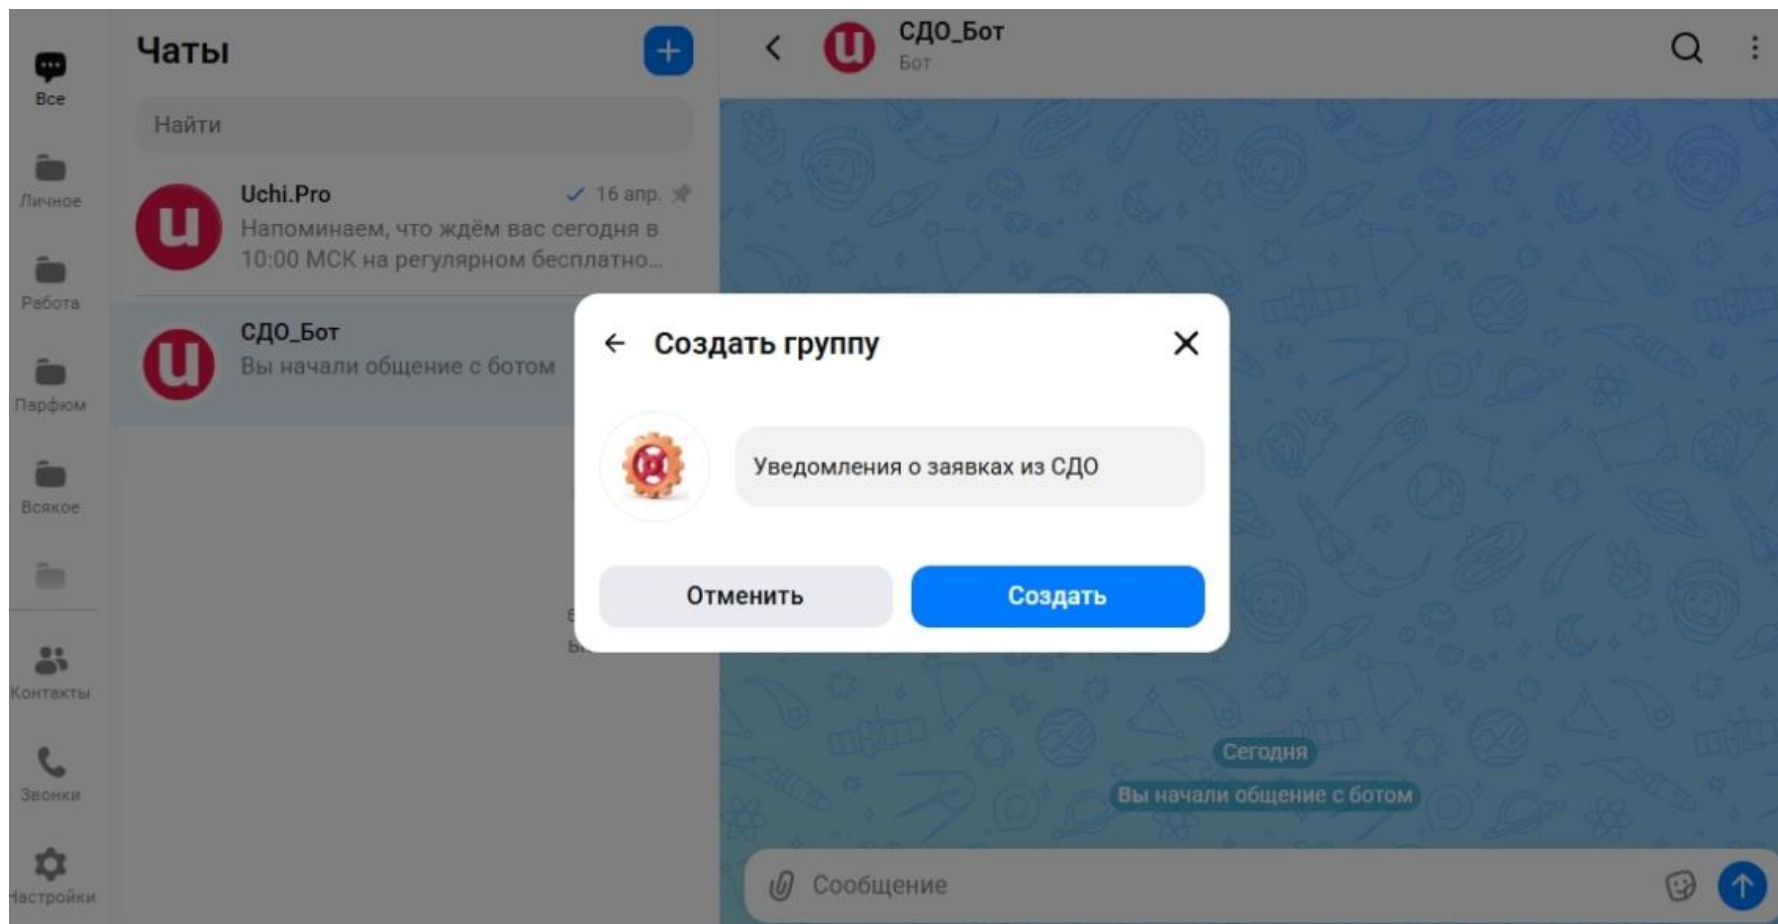 Все
Личное
Работа
Парфюм
Всякое
Контакты
Звонки
Настройки
Чаты
Найти
Uchi.Pro
16 апр.
Напоминаем, что ждём вас сегодня в
10:00 МСК на регулярном бесплатно...
СДО_Бот
Вы начали общение с ботом
СДО_Бот
Бот
Создать группу
Уведомления о заявках из СДО
Отменить
Создать
Сегодня
Вы начали общение с ботом
Сообщение